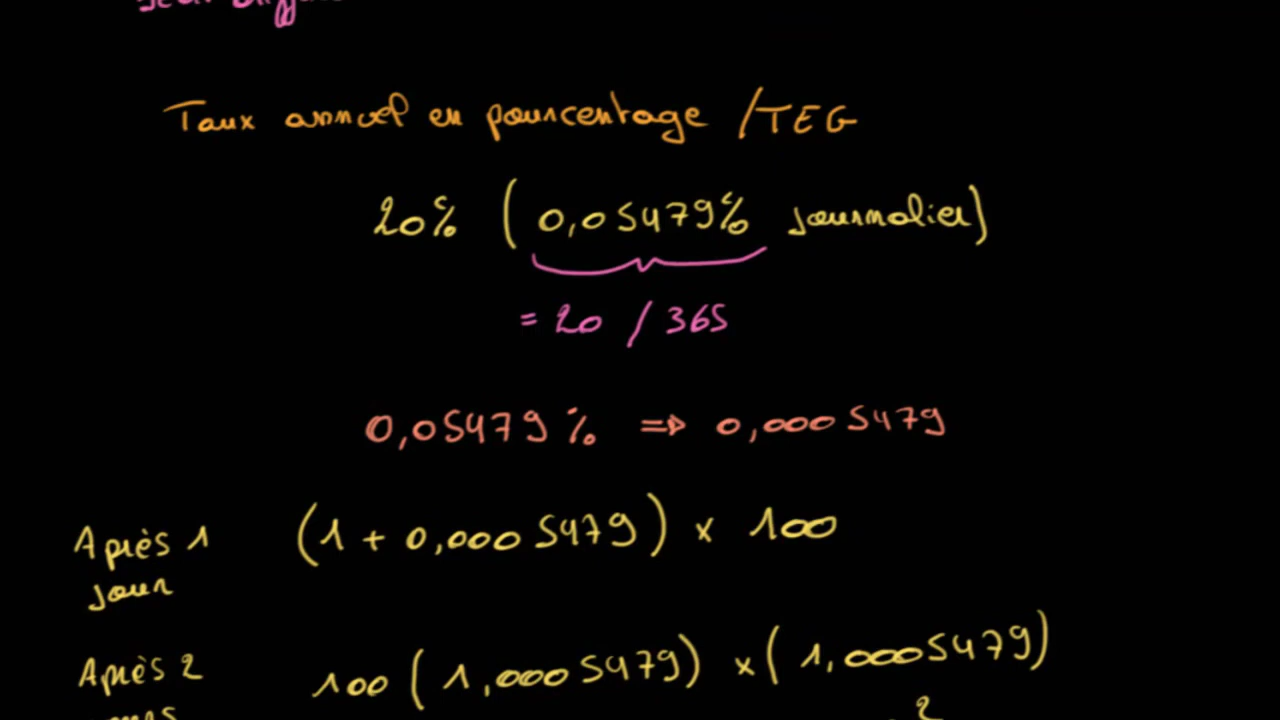 Taux annuel en pourcentage /TEG
20% (0,05479% journalier)
= 20 / 365
0,05479% => 0,0005479
Après 1 (1 + 0,0005479) x 100
jour
Après 2 100 (1,0005479) x (1,0005479)
2